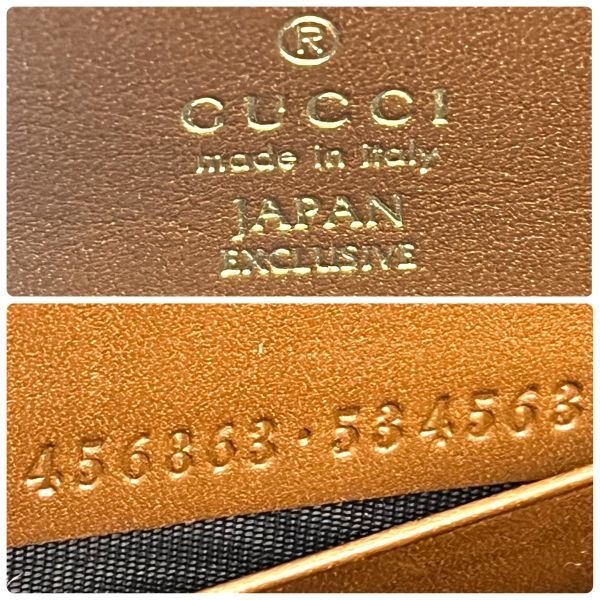 ®
GUCCI
made in italy
JAPAN
EXCLUSIVE
456863・534563